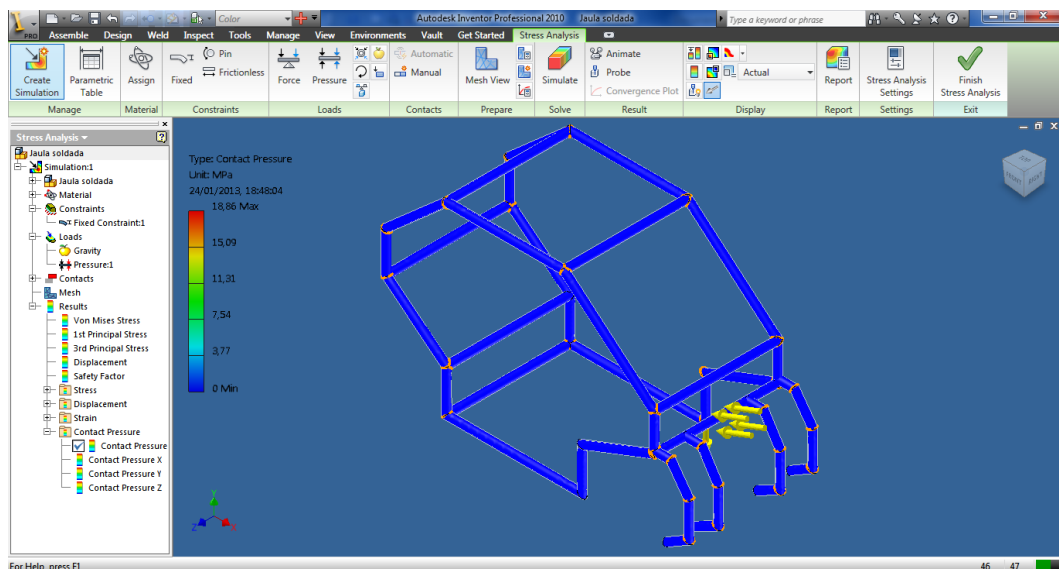 Color
Autodesk Inventor Professional 2010 Jaula soldada
Type a keyword or phrase
PRO
Assemble Design Weld Inspect Tools Manage View Environments Vault Get Started Stress Analysis
Create Simulation
Parametric Table
Assign
Fixed
Pin
Frictionless
Force
Pressure
Automatic
Manual
Mesh View
Simulate
Animate
Probe
Convergence Plot
Actual
Report
Stress Analysis Settings
Finish Stress Analysis
Manage Material Constraints Loads Contacts Prepare Solve Result Display Report Settings Exit
Stress Analysis
Jaula soldada
Simulation:1
Jaula soldada
Material
Constraints
Fixed Constraint:1
Loads
Gravity
Pressure:1
Contacts
Mesh
Results
Von Mises Stress
1st Principal Stress
3rd Principal Stress
Displacement
Safety Factor
Stress
Displacement
Strain
Contact Pressure
Contact Pressure
Contact Pressure X
Contact Pressure Y
Contact Pressure Z
Type: Contact Pressure
Unit: MPa
24/01/2013, 18:48:04
18,86 Max
15,09
11,31
7,54
3,77
0 Min
Y
Z
For Help, press F1
46 47